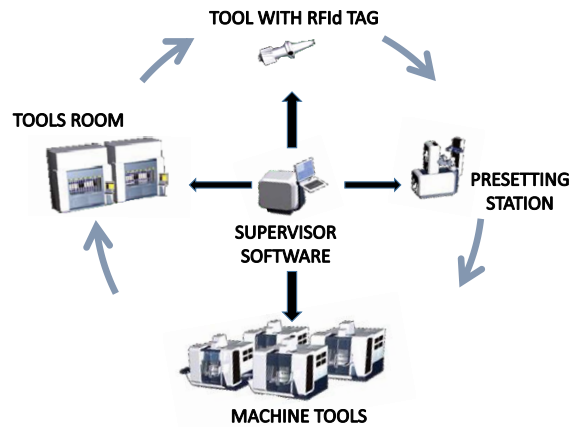 TOOL WITH RFId TAG
TOOLS ROOM
PRESETTING
STATION
SUPERVISOR
SOFTWARE
MACHINE TOOLS